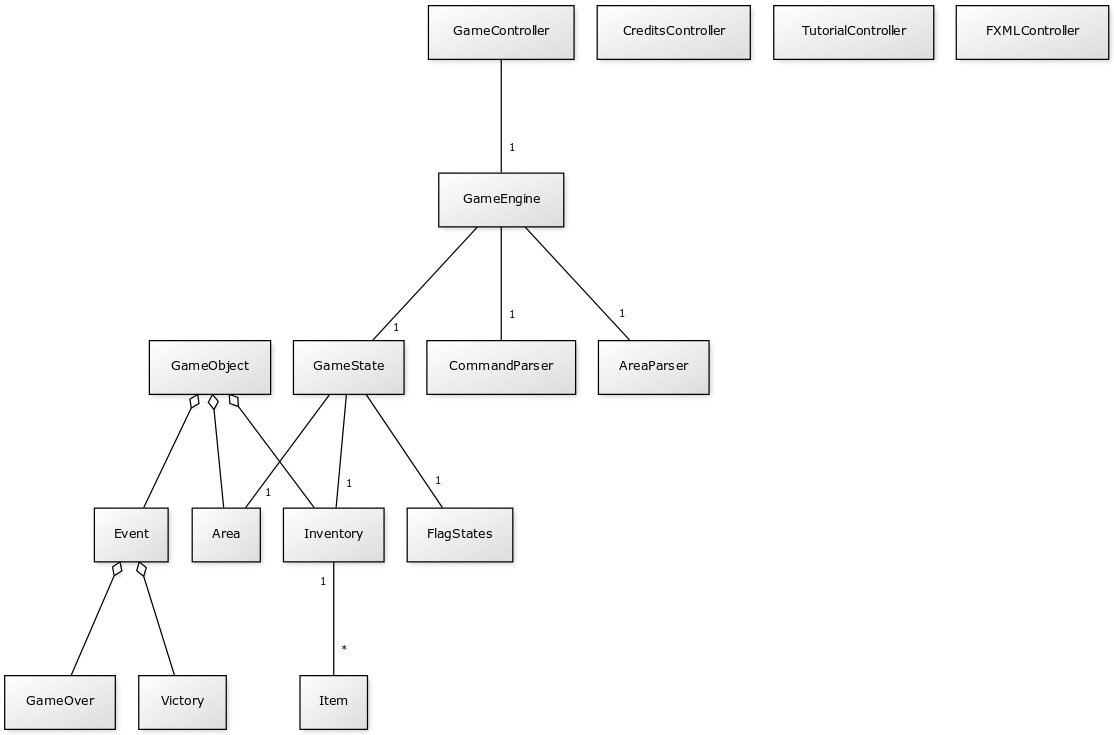 GameController
CreditsController
TutorialController
FXMLController
1
GameEngine
1
1
1
GameObject
GameState
CommandParser
AreaParser
1
1
1
Event
Area
Inventory
FlagStates
1
*
GameOver
Victory
Item